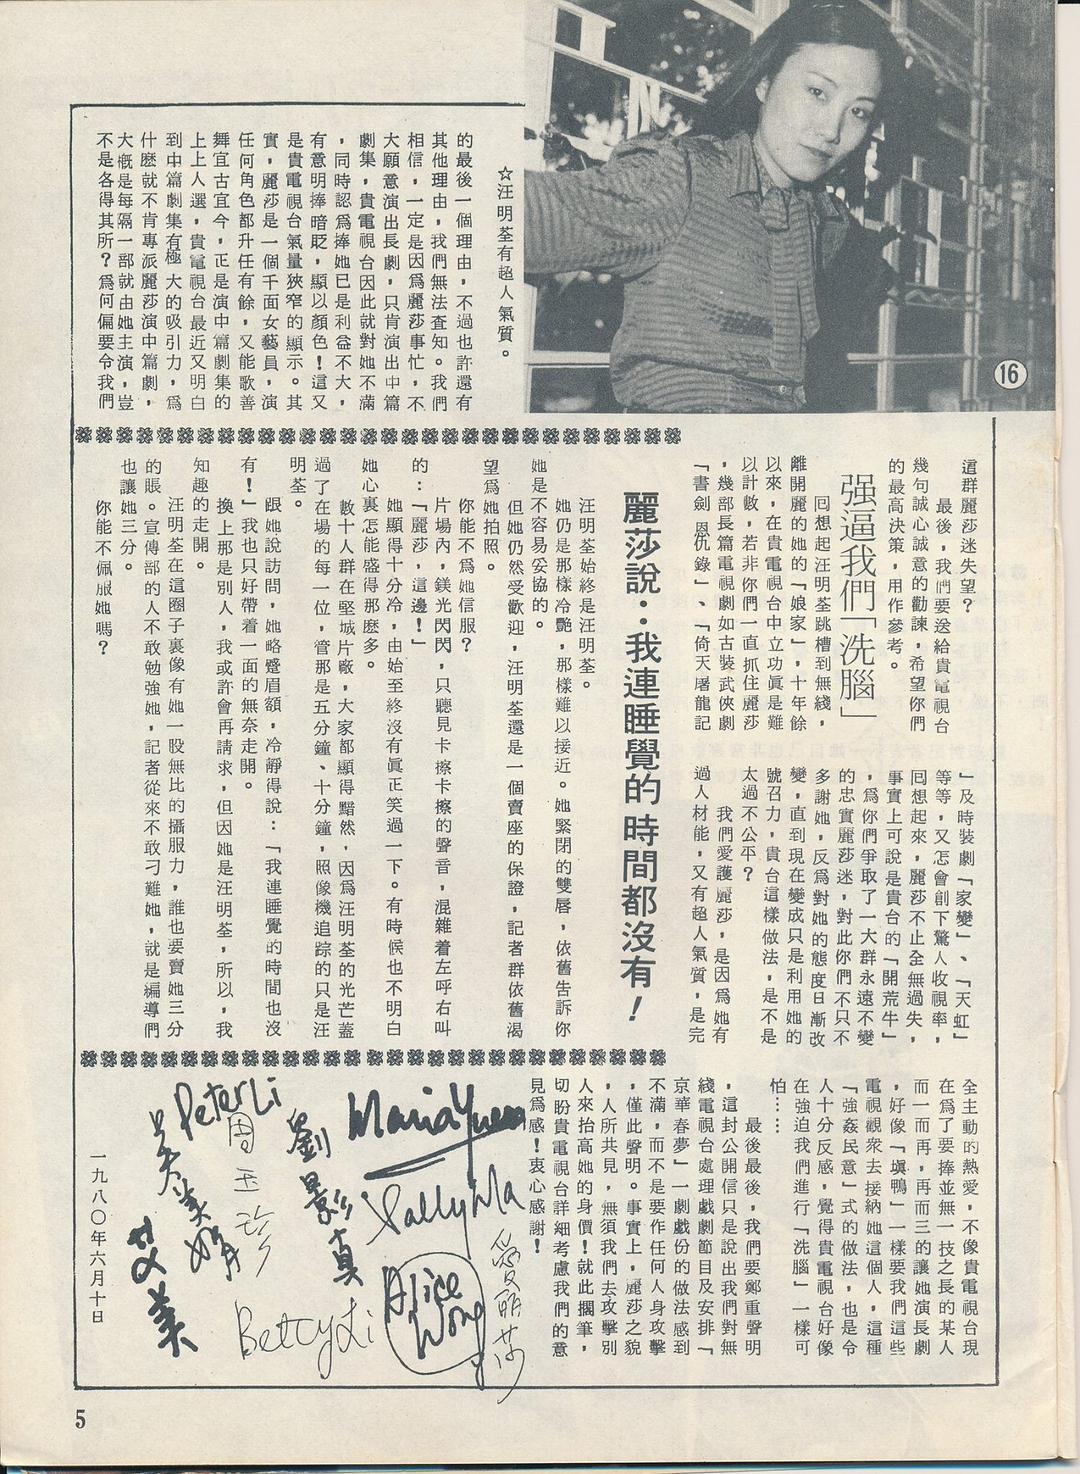 16
☆汪明荃有超人氣質。
的最後一個理由,不過也許還有
其他理由,我們無法查知。我們
相信,一定是因為麗莎事忙,不
大願意演出長劇,只肯演出中篇
劇集,貴電視台因此就對她不滿
,同時認為捧她已是利益不大,
有意明捧暗貶,顯以顏色!這又
是貴電視台氣量狹窄的顯示。其
實,麗莎是一個千面女藝員,演
任何角色都升任有餘,又能歌善
舞宜古宜今,正是演中篇劇集的
上上人選,貴電視台最近又明白
到中篇劇集有極大的吸引力,為
什麼就不肯專派麗莎演中篇劇,
大概是每隔一部就由她主演,豈
不是各得其所?為何偏要令我們
這群麗莎迷失望?
最後,我們要送給貴電視台
幾句誠心誠意的勸諫,希望你們
的最高決策,用作參考。
强逼我們「洗腦」
囘想起汪明荃跳槽到無綫,
離開麗的她的「娘家」,十年餘
以來,在貴電視台中立功眞是難
以計數,若非你們一直抓住麗莎
,幾部長篇電視劇如古裝武俠劇
「書劍恩仇錄」、「倚天屠龍記
」及時裝劇「家變」、「天虹」
等等,又怎會創下驚人收視率,
囘想起來,麗莎不止全無過失,
事實上可說是貴台的「開荒牛」
,為你們爭取了一大群永遠不變
的忠實麗莎迷,對此你們不只不
多謝她,反為對她的態度日漸改
變,直到現在變成只是利用她的
號召力,貴台這樣做法,是不是
太過不公平?
我們愛護麗莎,是因為她有
過人材能,又有超人氣質,是完
全主動的熱愛,不像貴電視台現
在為了要捧並無一技之長的某人
而一而再,再而三的讓她演長劇
,好像「塡鴨」一樣要我們這些
電視觀衆去接納她這個人,這種
「強姦民意」式的做法,也是令
人十分反感,覺得貴電視台好像
在強迫我們進行「洗腦」一樣可
怕……
最後最後,我們要鄭重聲明
,這封公開信只是說出我們對無
綫電視台處理戲劇節目及安排「
京華春夢」一劇戲份的做法感到
不滿,而不是要作任何人身攻擊
,僅此聲明。事實上,麗莎之貌
,人所共見,無須我們去攻擊別
人來抬高她的身價!就此擱筆,
切盼貴電視台詳細考慮我們的意
見為感!衷心感謝!
愛麗莎
Maria Yuen
Sally Ma
Alice Wong
劉影真
Peter Li
周玉珍
Betty Li
吳美娟
艾美
一九八〇年六月十日
麗莎說:我連睡覺的時間都沒有!
汪明荃始終是汪明荃。
她仍是那樣冷艷,那樣難以接近。她緊閉的雙唇,依舊告訴你
她是不容易妥協的。
但她仍然受歡迎,汪明荃還是一個賣座的保證,記者群依舊渴
望為她拍照。
你能不為她信服?
片場內,鎂光閃閃,只聽見卡擦卡擦的聲音,混雜着左呼右叫
的:「麗莎,這邊!」
她顯得十分冷,由始至終沒有眞正笑過一下。有時候也不明白
她心裏怎能盛得那麼多。
數十人群在堅城片廠,大家都顯得黯然,因為汪明荃的光芒蓋
過了在場的每一位,管那是五分鐘、十分鐘,照像機追踪的只是汪
明荃。
跟她說訪問,她略蹙眉額,冷靜得說:「我連睡覺的時間也沒
有!」我也只好帶着一面的無奈走開。
換上那是別人,我或許會再請求,但因她是汪明荃,所以,我
知趣的走開。
汪明荃在這圈子裏像有她一股無比的攝服力,誰也要賣她三分
的賬。宣傳部的人不敢勉強她,記者從來不敢刁難她,就是編導們
也讓她三分。
你能不佩服她嗎?
5